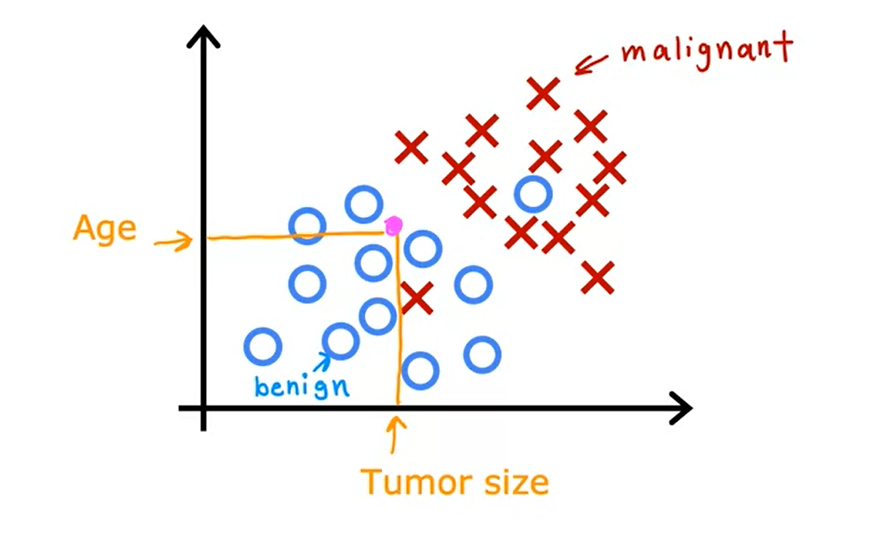 malignant
Age
benign
Tumor size